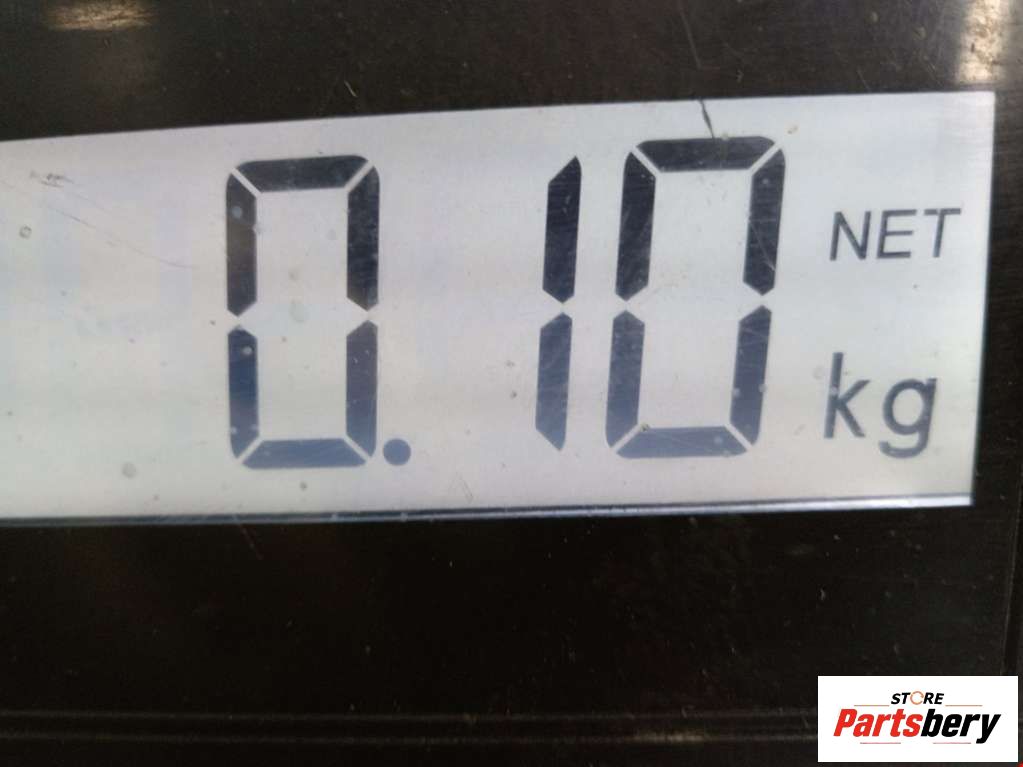 0.10
NET
kg
STORE
Partsbery